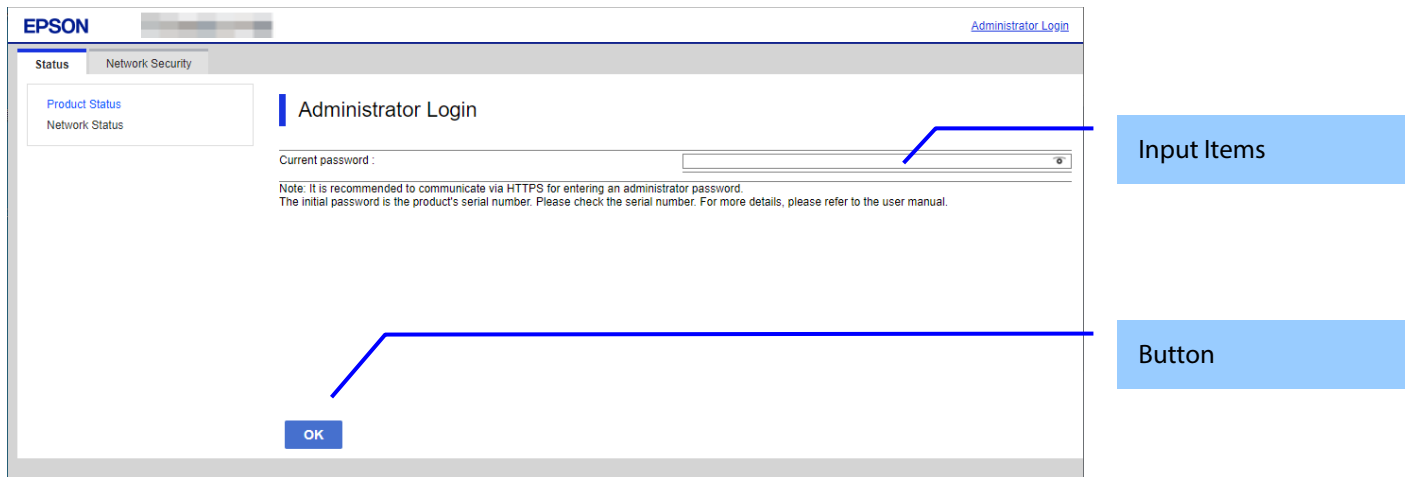 EPSON
Administrator Login
Status
Network Security
Product Status
Network Status
Administrator Login
Current password :
Note: It is recommended to communicate via HTTPS for entering an administrator password.
The initial password is the product's serial number. Please check the serial number. For more details, please refer to the user manual.
OK
Input Items
Button